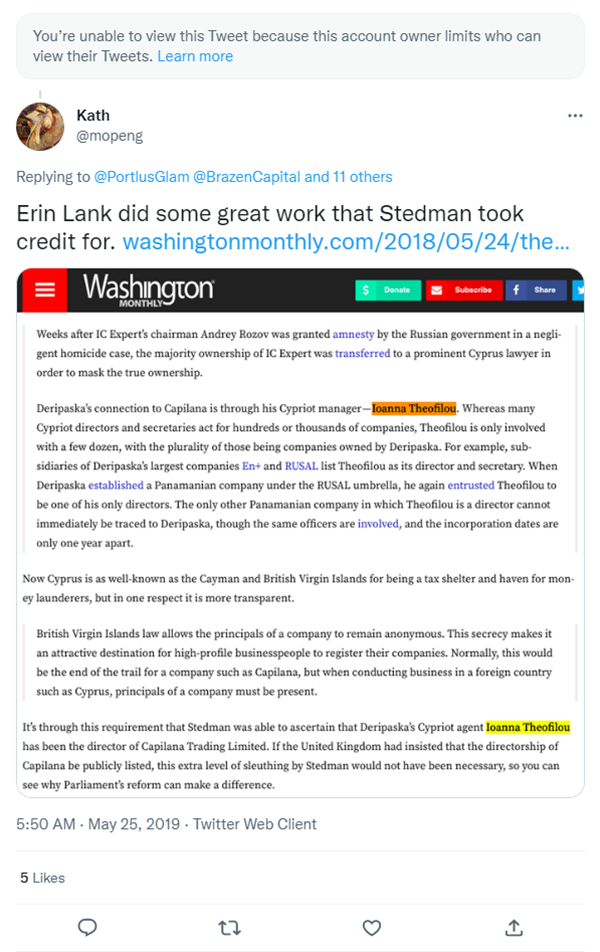 You're unable to view this Tweet because this account owner limits who can
view their Tweets. Learn more
Kath
@mopeng
Replying to @PortlusGlam @BrazenCapital and 11 others
Erin Lank did some great work that Stedman took
credit for. washingtonmonthly.com/2018/05/24/the...
Washington
MONTHLY
$ Donate
Subscribe
f Share
Weeks after IC Expert's chairman Andrey Rozov was granted amnesty by the Russian government in a negli-
gent homicide case, the majority ownership of IC Expert was transferred to a prominent Cyprus lawyer in
order to mask the true ownership.
Deripaska's connection to Capilana is through his Cypriot manager—Ioanna Theofilou. Whereas many
Cypriot directors and secretaries act for hundreds or thousands of companies, Theofilou is only involved
with a few dozen, with the plurality of those being companies owned by Deripaska. For example, sub-
sidiaries of Deripaska's largest companies En+ and RUSAL list Theofilou as its director and secretary. When
Deripaska established a Panamanian company under the RUSAL umbrella, he again entrusted Theofilou to
be one of his only directors. The only other Panamanian company in which Theofilou is a director cannot
immediately be traced to Deripaska, though the same officers are involved, and the incorporation dates are
only one year apart.
Now Cyprus is as well-known as the Cayman and British Virgin Islands for being a tax shelter and haven for mon-
ey launderers, but in one respect it is more transparent.
British Virgin Islands law allows the principals of a company to remain anonymous. This secrecy makes it
an attractive destination for high-profile businesspeople to register their companies. Normally, this would
be the end of the trail for a company such as Capilana, but when conducting business in a foreign country
such as Cyprus, principals of a company must be present.
It's through this requirement that Stedman was able to ascertain that Deripaska's Cypriot agent Ioanna Theofilou
has been the director of Capilana Trading Limited. If the United Kingdom had insisted that the directorship of
Capilana be publicly listed, this extra level of sleuthing by Stedman would not have been necessary, so you can
see why Parliament's reform can make a difference.
5:50 AM · May 25, 2019 · Twitter Web Client
5 Likes